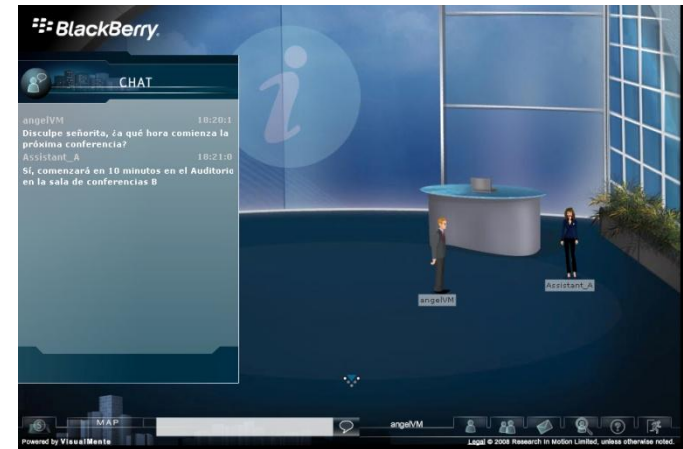 BlackBerry.
CHAT
angelVM 18:20:1
Disculpe señorita, ¿a qué hora comienza la
próxima conferencia?
Assistant_A 18:21:0
Sí, comenzará en 10 minutos en el Auditorio
en la sala de conferencias B
angelVM
Assistant_A
MAP
angelVM
Powered by VisualMente
Legal © 2008 Research In Motion Limited, unless otherwise noted.